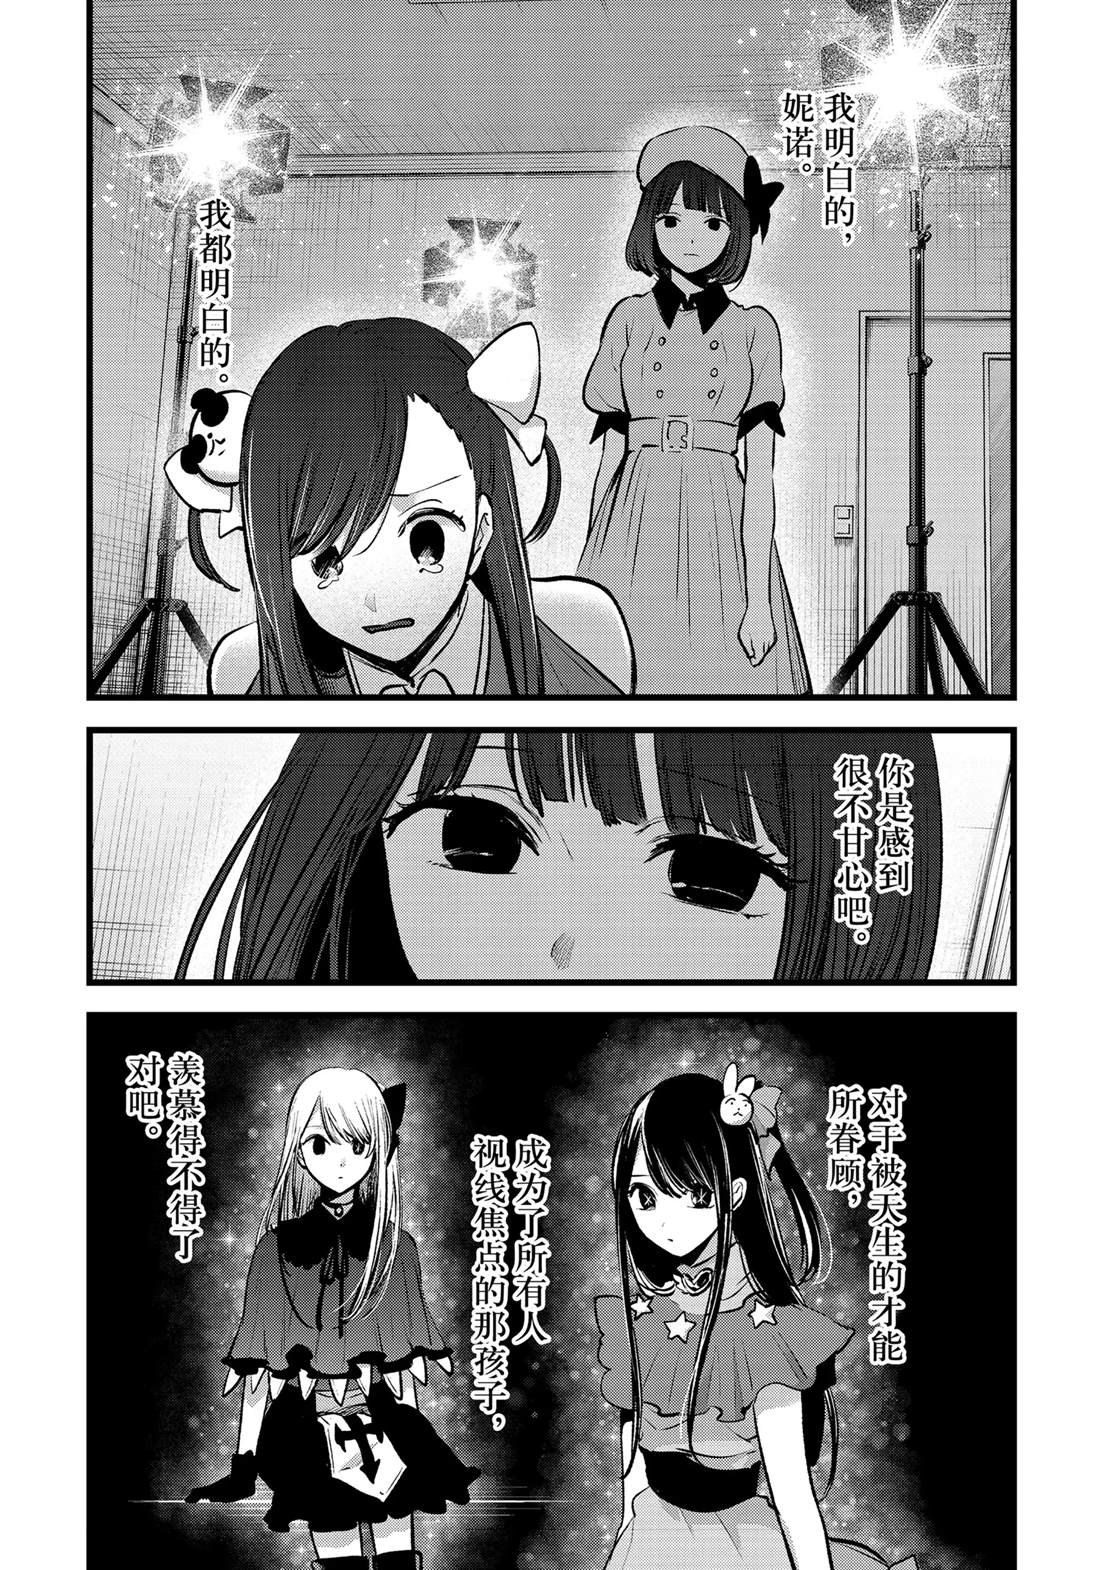 我明白的，
妮诺。
我都明白的。
你是感到
很不甘心吧。
对于被天生的才能
所眷顾，
成为了所有人
视线焦点的那孩子，
羡慕得不得了
对吧。